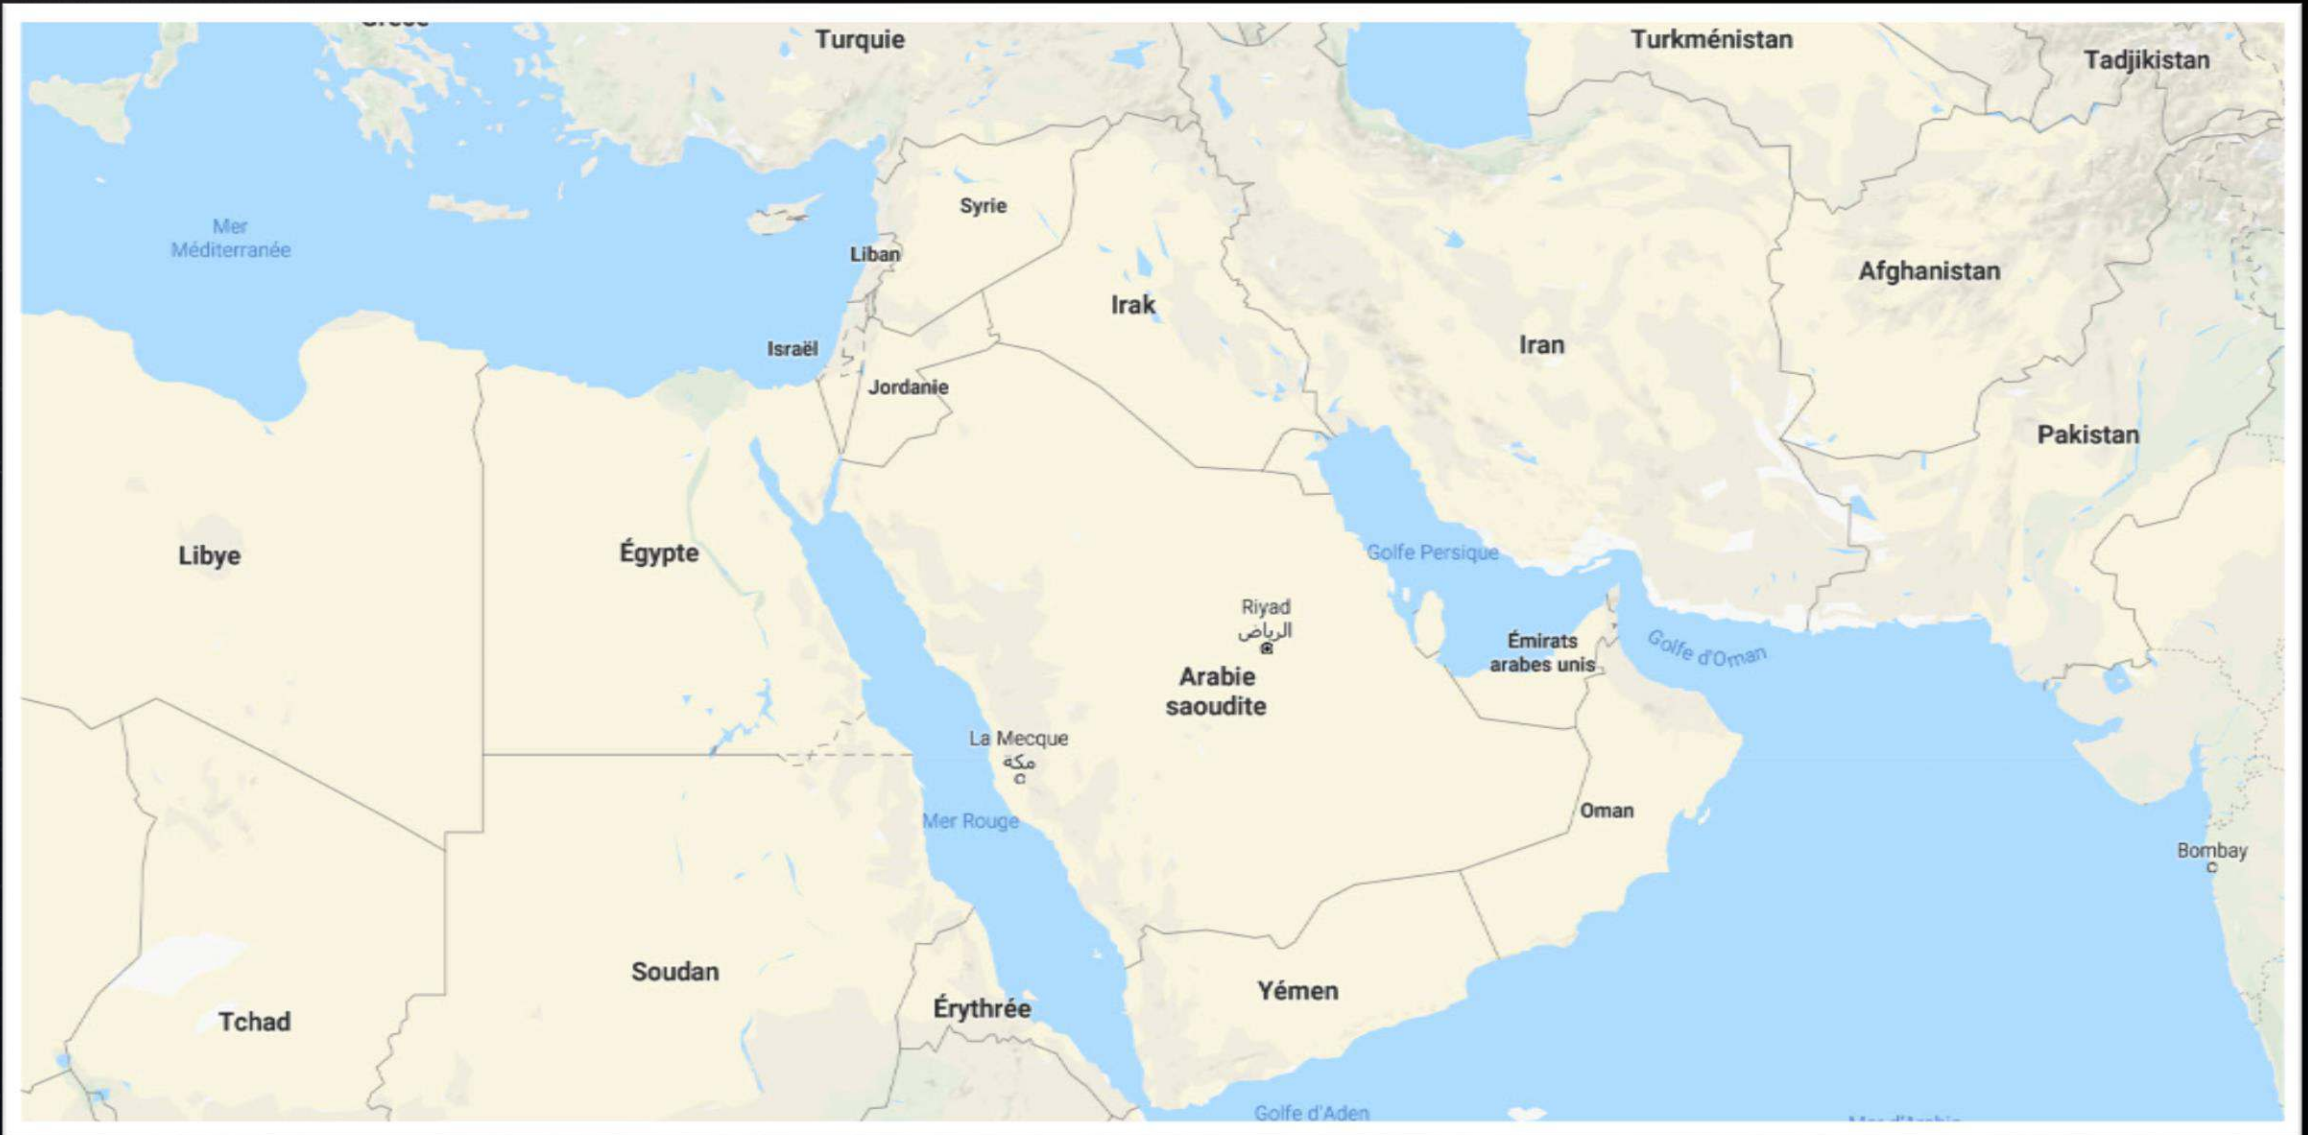 Turquie
Turkménistan
Tadjikistan
Mer
Méditerranée
Syrie
Liban
Irak
Afghanistan
Israël
Iran
Jordanie
Pakistan
Libye
Égypte
Golfe Persique
Riyad
الرياض
Émirats
arabes unis
Golfe d'Oman
Arabie
saoudite
La Mecque
مكة
Mer Rouge
Oman
Bombay
Soudan
Yémen
Érythrée
Tchad
Golfe d'Aden